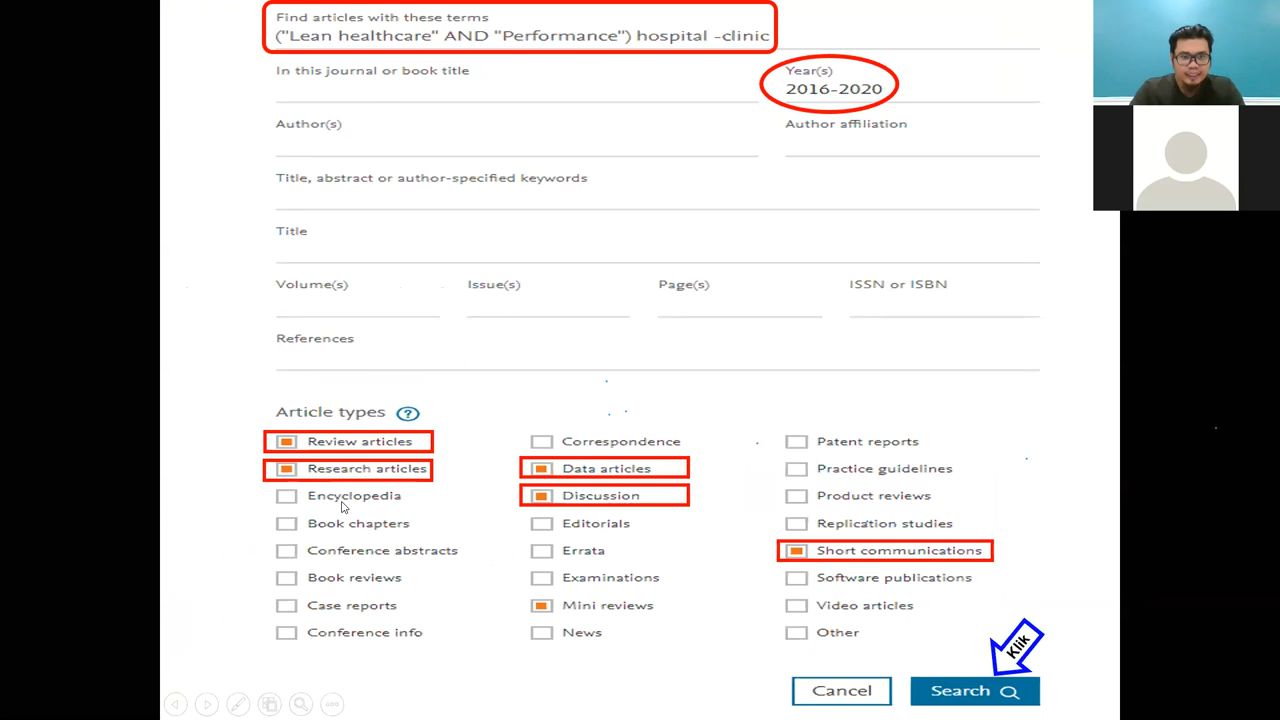 Find articles with these terms
("Lean healthcare" AND "Performance") hospital -clinic
In this journal or book title
Year(s)
2016-2020
Author(s)
Author affiliation
Title, abstract or author-specified keywords
Title
Volume(s)
Issue(s)
Page(s)
ISSN or ISBN
References
Article types ?
Review articles
Research articles
Encyclopedia
Book chapters
Conference abstracts
Book reviews
Case reports
Conference info
Correspondence
Data articles
Discussion
Editorials
Errata
Examinations
Mini reviews
News
Patent reports
Practice guidelines
Product reviews
Replication studies
Short communications
Software publications
Video articles
Other
Klik
Cancel
Search